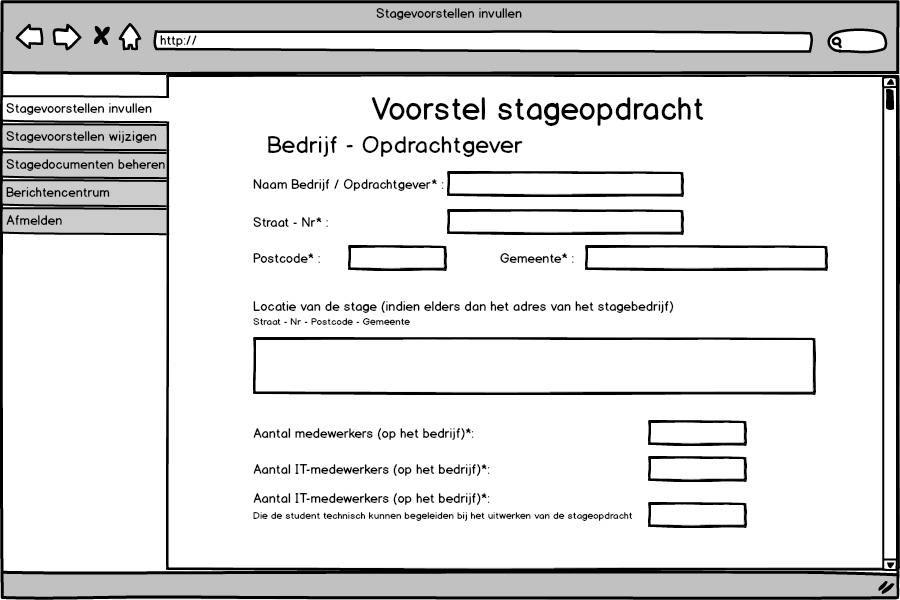 Stagevoorstellen invullen
http://
Stagevoorstellen invullen
Stagevoorstellen wijzigen
Stagedocumenten beheren
Berichtencentrum
Afmelden
Voorstel stageopdracht
Bedrijf - Opdrachtgever
Naam Bedrijf / Opdrachtgever* :
Straat - Nr* :
Postcode* : Gemeente* :
Locatie van de stage (indien elders dan het adres van het stagebedrijf)
Straat - Nr - Postcode - Gemeente
Aantal medewerkers (op het bedrijf)*:
Aantal IT-medewerkers (op het bedrijf)*:
Aantal IT-medewerkers (op het bedrijf)*:
Die de student technisch kunnen begeleiden bij het uitwerken van de stageopdracht